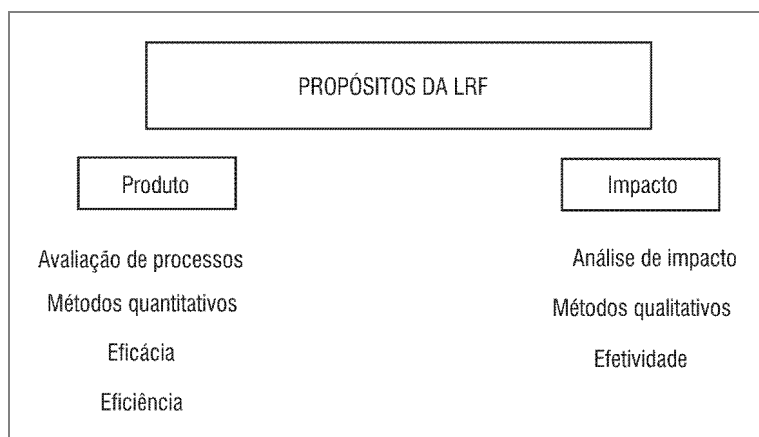 PROPÓSITOS DA LRF
Produto
Avaliação de processos
Métodos quantitativos
Eficácia
Eficiência
Impacto
Análise de impacto
Métodos qualitativos
Efetividade